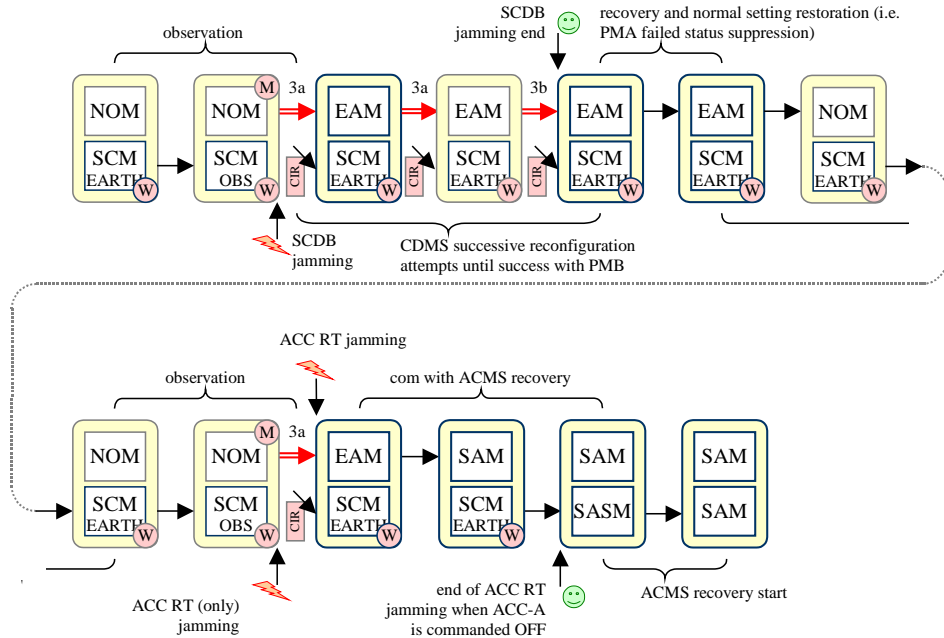 SCDB
jamming end
recovery and normal setting restoration (i.e.
PMA failed status suppression)
observation
M
3a
3a
3b
NOM
NOM
EAM
EAM
EAM
EAM
NOM
SCM
EARTH
W
SCM
OBS
W
CIR
SCM
EARTH
W
CIR
SCM
EARTH
W
CIR
SCM
EARTH
W
SCM
EARTH
W
SCM
EARTH
W
SCDB
jamming
CDMS successive reconfiguration
attempts until success with PMB
ACC RT jamming
observation
com with ACMS recovery
M
3a
NOM
NOM
EAM
SAM
SAM
SAM
SCM
EARTH
W
SCM
OBS
W
CIR
SCM
EARTH
W
SCM
EARTH
W
SASM
SAM
ACC RT (only)
jamming
end of ACC RT
jamming when ACC-A
is commanded OFF
ACMS recovery start